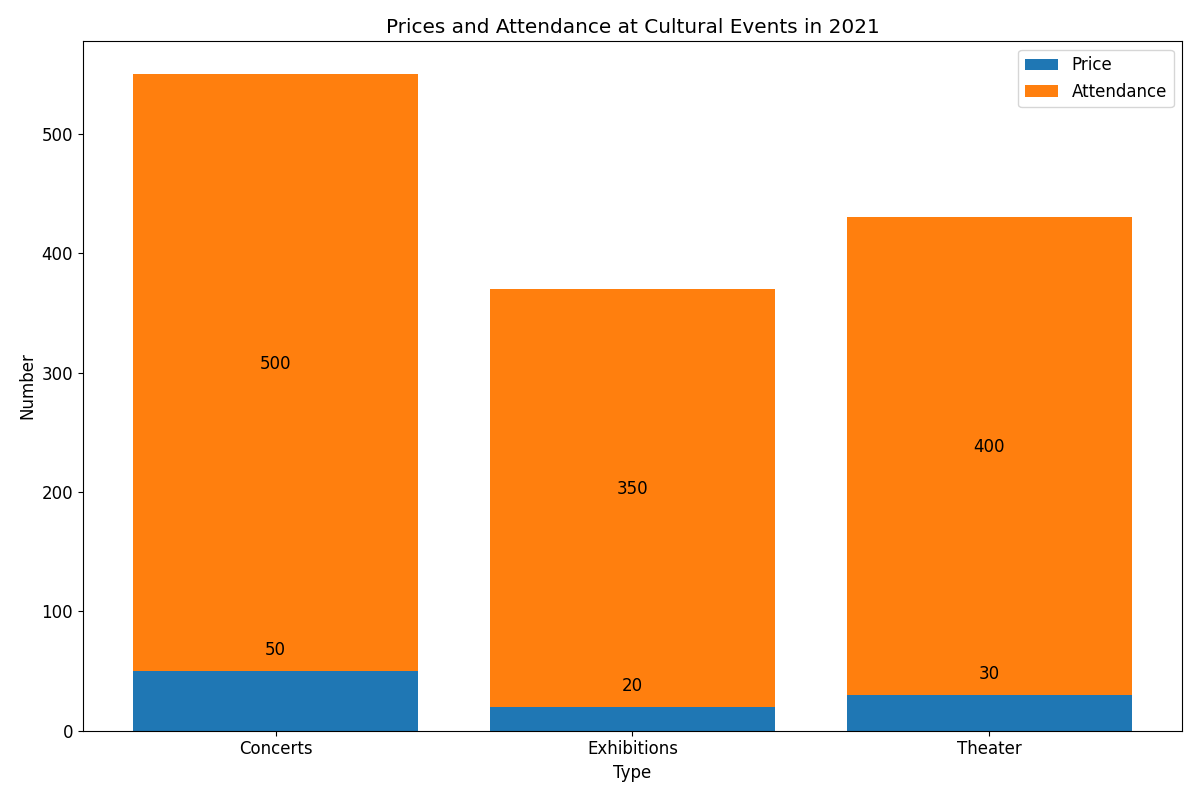 Prices and Attendance at Cultural Events in 2021
Price
Attendance
Number
500
400
300
200
100
0
500
50
350
20
400
30
Concerts
Exhibitions
Theater
Type